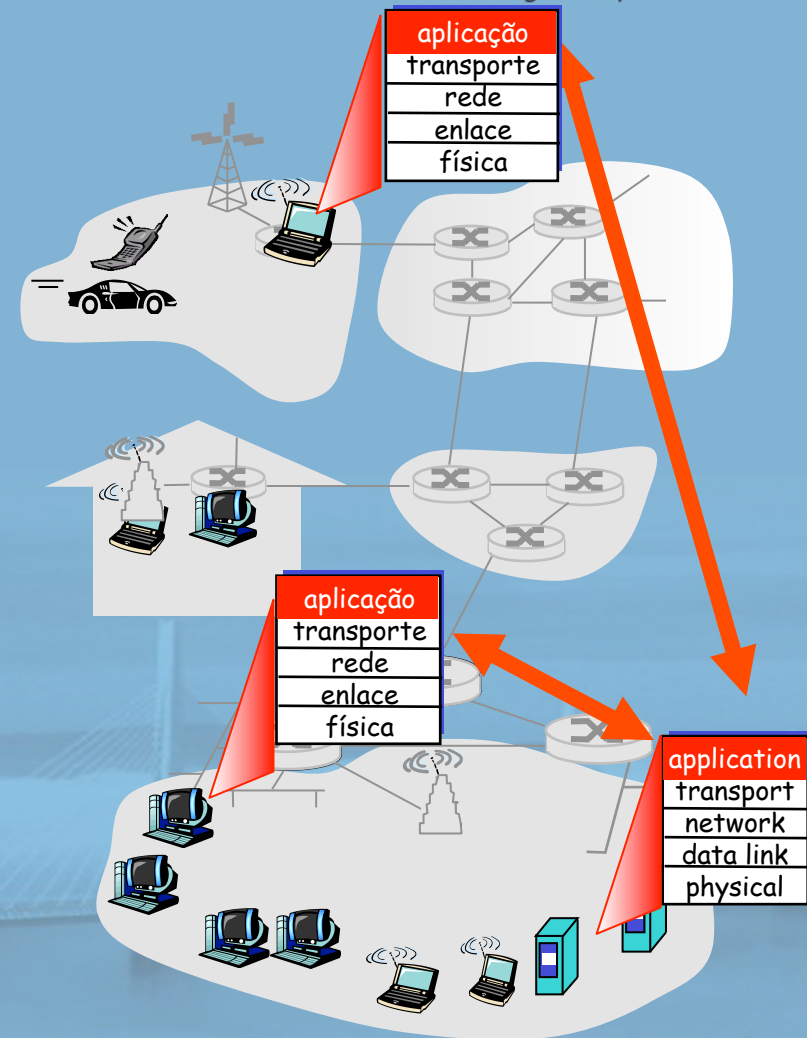 aplicação
transporte
rede
enlace
física
aplicação
transporte
rede
enlace
física
application
transport
network
data link
physical